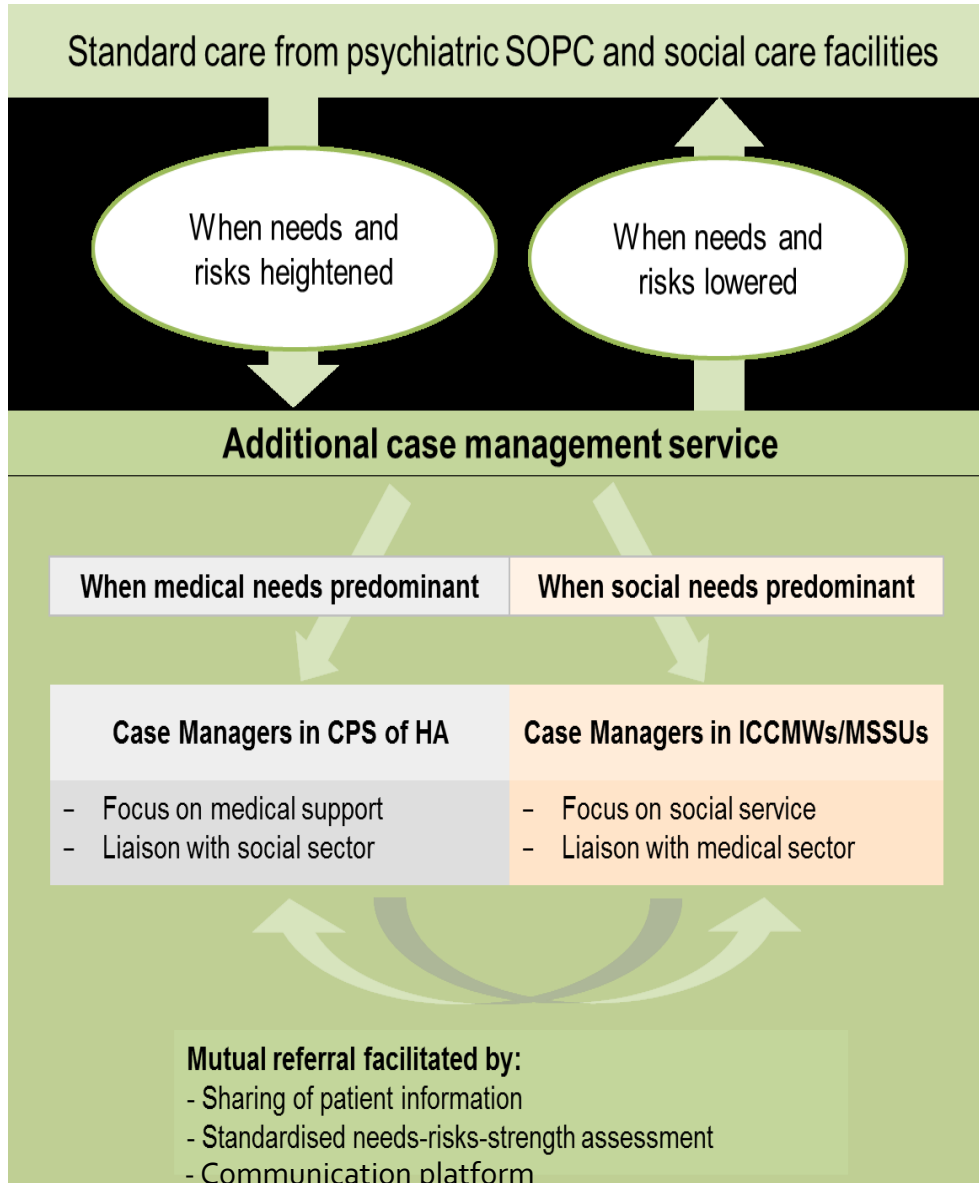 Standard care from psychiatric SOPC and social care facilities
When needs and
risks heightened
When needs and
risks lowered
Additional case management service
When medical needs predominant
When social needs predominant
Case Managers in CPS of HA
- Focus on medical support
- Liaison with social sector
Case Managers in ICCMWs/MSSUs
- Focus on social service
- Liaison with medical sector
Mutual referral facilitated by:
- Sharing of patient information
- Standardised needs-risks-strength assessment
- Communication platform